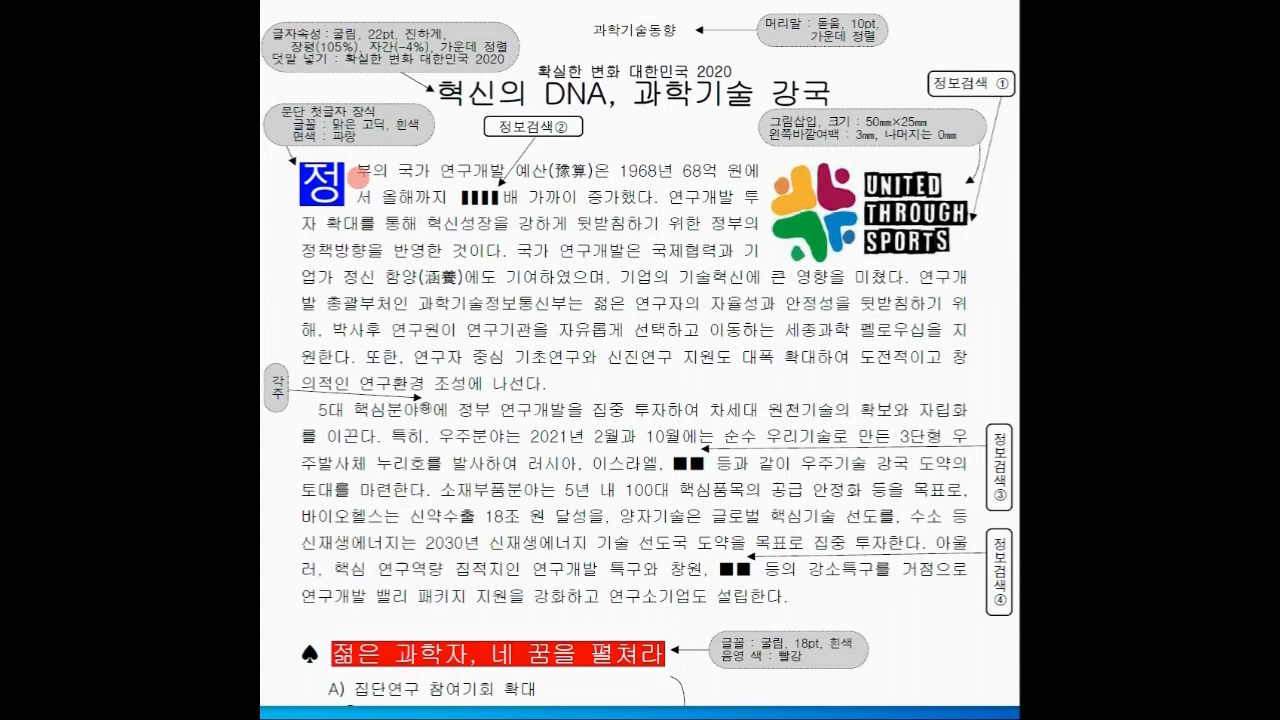 과학기술동향
머리말 : 돋움, 10pt,
가운데 정렬
글자속성 : 굴림, 22pt, 진하게,
장평(105%), 자간(-4%), 가운데 정렬
덧말 넣기 : 확실한 변화 대한민국 2020
확실한 변화 대한민국 2020
혁신의 DNA, 과학기술 강국
정보검색 ①
문단 첫글자 장식
글꼴 : 맑은 고딕, 흰색
면색 : 파랑
정보검색②
그림삽입, 크기 : 50㎜×25㎜
왼쪽바깥여백 : 3㎜, 나머지는 0㎜
정부의 국가 연구개발 예산(豫算)은 1968년 68억 원에
서 올해까지 ▮▮▮▮배 가까이 증가했다. 연구개발 투
자 확대를 통해 혁신성장을 강하게 뒷받침하기 위한 정부의
정책방향을 반영한 것이다. 국가 연구개발은 국제협력과 기
UNITED
THROUGH
SPORTS
업가 정신 함양(涵養)에도 기여하였으며, 기업의 기술혁신에 큰 영향을 미쳤다. 연구개
발 총괄부처인 과학기술정보통신부는 젊은 연구자의 자율성과 안정성을 뒷받침하기 위
해, 박사후 연구원이 연구기관을 자유롭게 선택하고 이동하는 세종과학 펠로우십을 지
원한다. 또한, 연구자 중심 기초연구와 신진연구 지원도 대폭 확대하여 도전적이고 창
의적인 연구환경 조성에 나선다.
각주
5대 핵심분야㉮에 정부 연구개발을 집중 투자하여 차세대 원천기술의 확보와 자립화
를 이끈다. 특히, 우주분야는 2021년 2월과 10월에는 순수 우리기술로 만든 3단형 우
주발사체 누리호를 발사하여 러시아, 이스라엘, ■■ 등과 같이 우주기술 강국 도약의
토대를 마련한다. 소재부품분야는 5년 내 100대 핵심품목의 공급 안정화 등을 목표로,
바이오헬스는 신약수출 18조 원 달성을, 양자기술은 글로벌 핵심기술 선도를, 수소 등
신재생에너지는 2030년 신재생에너지 기술 선도국 도약을 목표로 집중 투자한다. 아울
러, 핵심 연구역량 집적지인 연구개발 특구와 창원, ■■ 등의 강소특구를 거점으로
연구개발 밸리 패키지 지원을 강화하고 연구소기업도 설립한다.
정보검색③
정보검색④
♠ 젊은 과학자, 네 꿈을 펼쳐라
글꼴 : 굴림, 18pt, 흰색
음영 색 : 빨강
A) 집단연구 참여기회 확대